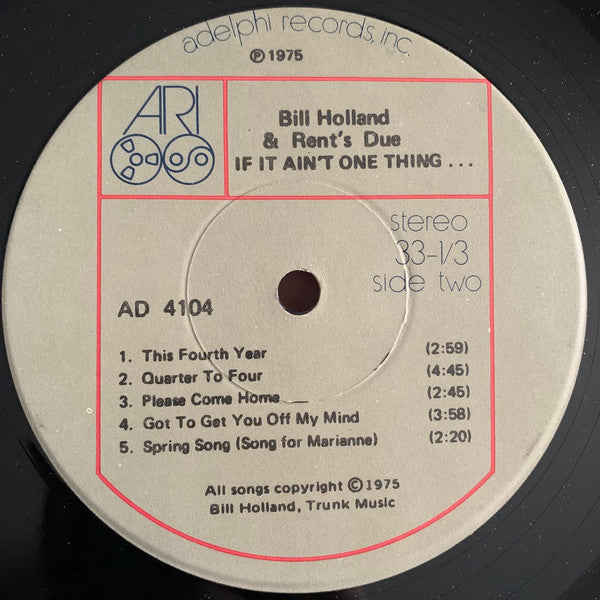 adelphi records, inc.
℗ 1975
ARI
Bill Holland
& Rent's Due
IF IT AIN'T ONE THING . . .
stereo
33-1/3
side two
AD 4104
1. This Fourth Year (2:59)
2. Quarter To Four (4:45)
3. Please Come Home (2:45)
4. Got To Get You Off My Mind (3:58)
5. Spring Song (Song for Marianne) (2:20)
All songs copyright © 1975
Bill Holland, Trunk Music